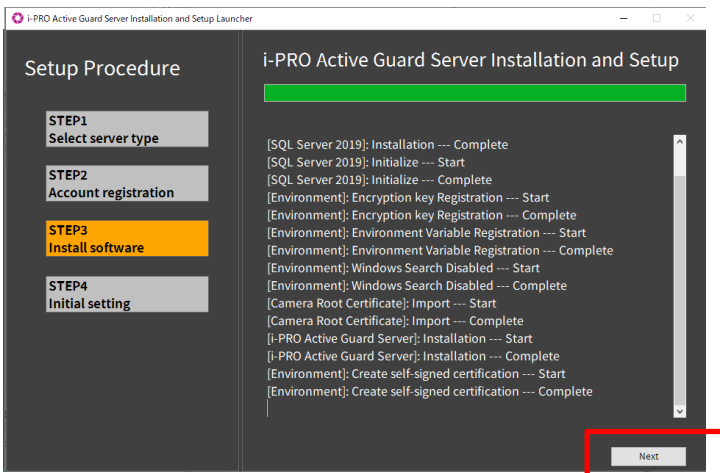 i-PRO Active Guard Server Installation and Setup Launcher
Setup Procedure
STEP1
Select server type
STEP2
Account registration
STEP3
Install software
STEP4
Initial setting
i-PRO Active Guard Server Installation and Setup
[SQL Server 2019]: Installation --- Complete
[SQL Server 2019]: Initialize --- Start
[SQL Server 2019]: Initialize --- Complete
[Environment]: Encryption key Registration --- Start
[Environment]: Encryption key Registration --- Complete
[Environment]: Environment Variable Registration --- Start
[Environment]: Environment Variable Registration --- Complete
[Environment]: Windows Search Disabled --- Start
[Environment]: Windows Search Disabled --- Complete
[Camera Root Certificate]: Import --- Start
[Camera Root Certificate]: Import --- Complete
[i-PRO Active Guard Server]: Installation --- Start
[i-PRO Active Guard Server]: Installation --- Complete
[Environment]: Create self-signed certification --- Start
[Environment]: Create self-signed certification --- Complete
Next